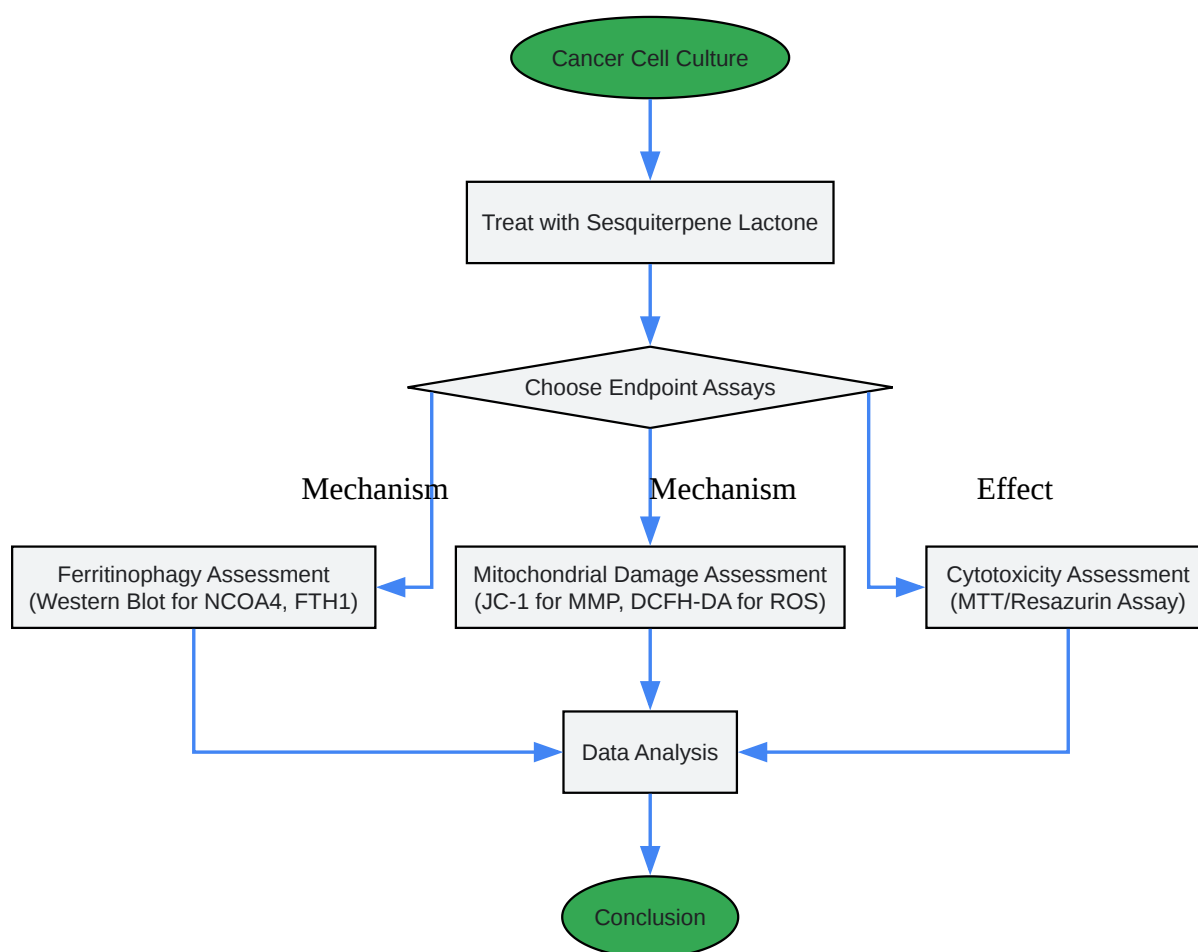 Cancer Cell Culture
Treat with Sesquiterpene Lactone
Choose Endpoint Assays
Mechanism
Mechanism
Effect
Ferritinophagy Assessment
(Western Blot for NCOA4, FTH1)
Mitochondrial Damage Assessment
(JC-1 for MMP, DCFH-DA for ROS)
Cytotoxicity Assessment
(MTT/Resazurin Assay)
Data Analysis
Conclusion